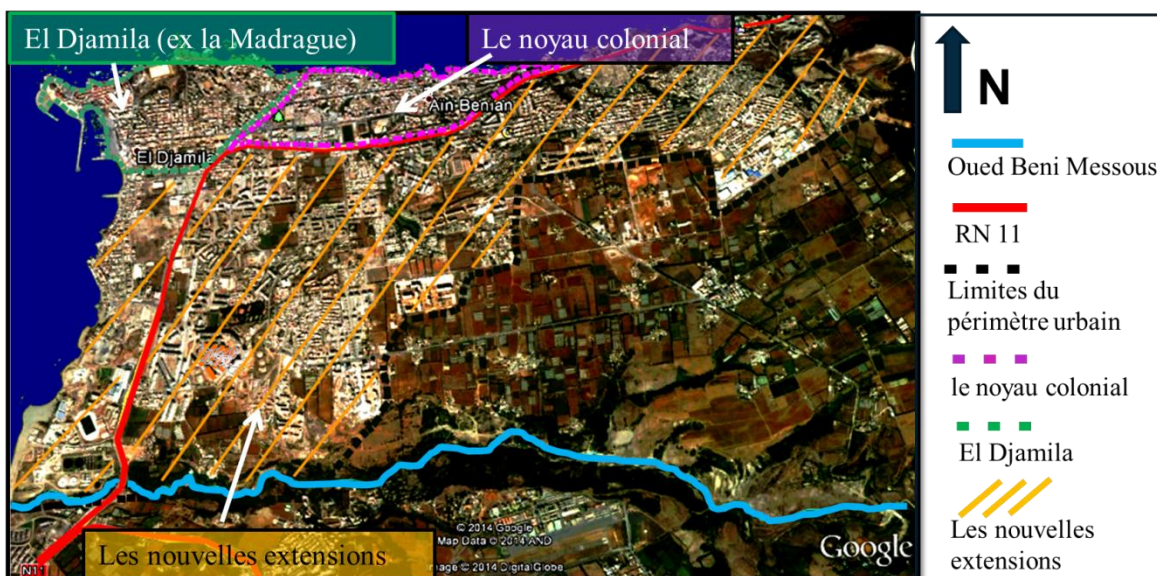 El Djamila (ex la Madrague)
Le noyau colonial
Ain Benian
El Djamila
© 2014 Google
Map Data © 2014 AND
Image © 2014 DigitalGlobe
Google
N11
Les nouvelles extensions
N
Oued Beni Messous
RN 11
Limites du
périmètre urbain
le noyau colonial
El Djamila
Les nouvelles
extensions